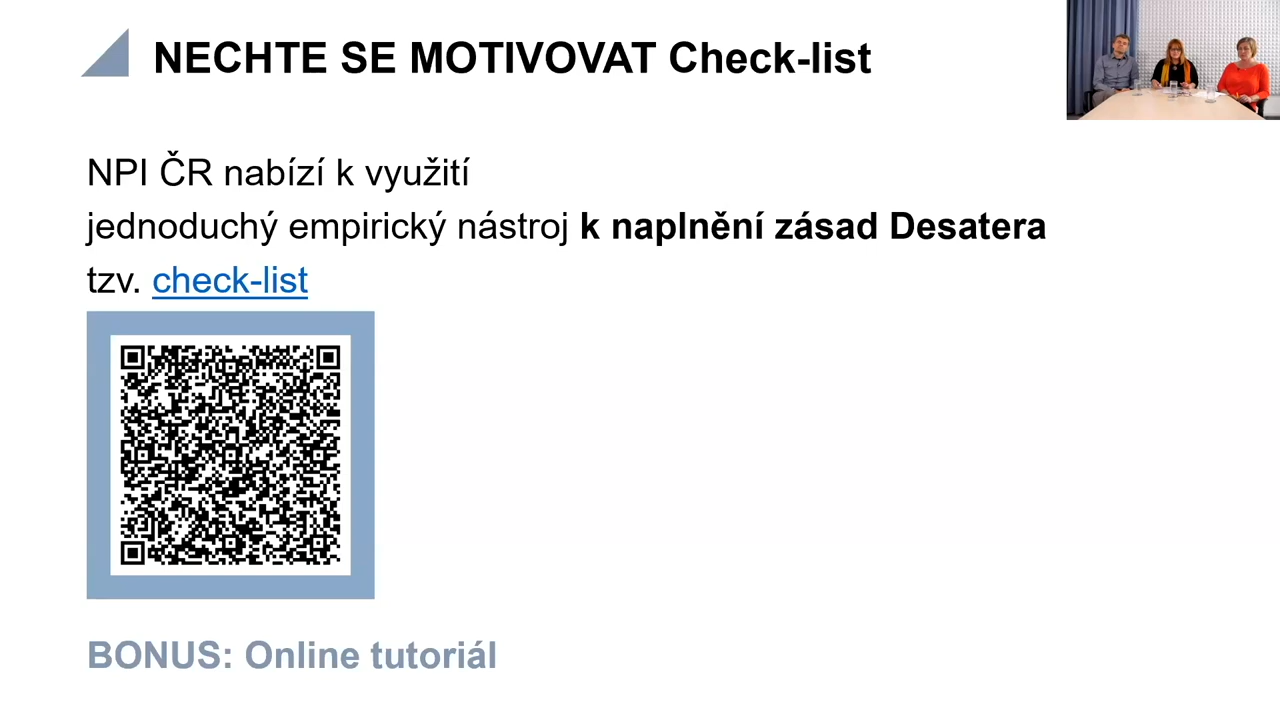 NECHTE SE MOTIVOVAT Check-list
NPI ČR nabízí k využití
jednoduchý empirický nástroj k naplnění zásad Desatera
tzv. check-list
BONUS: Online tutoriál